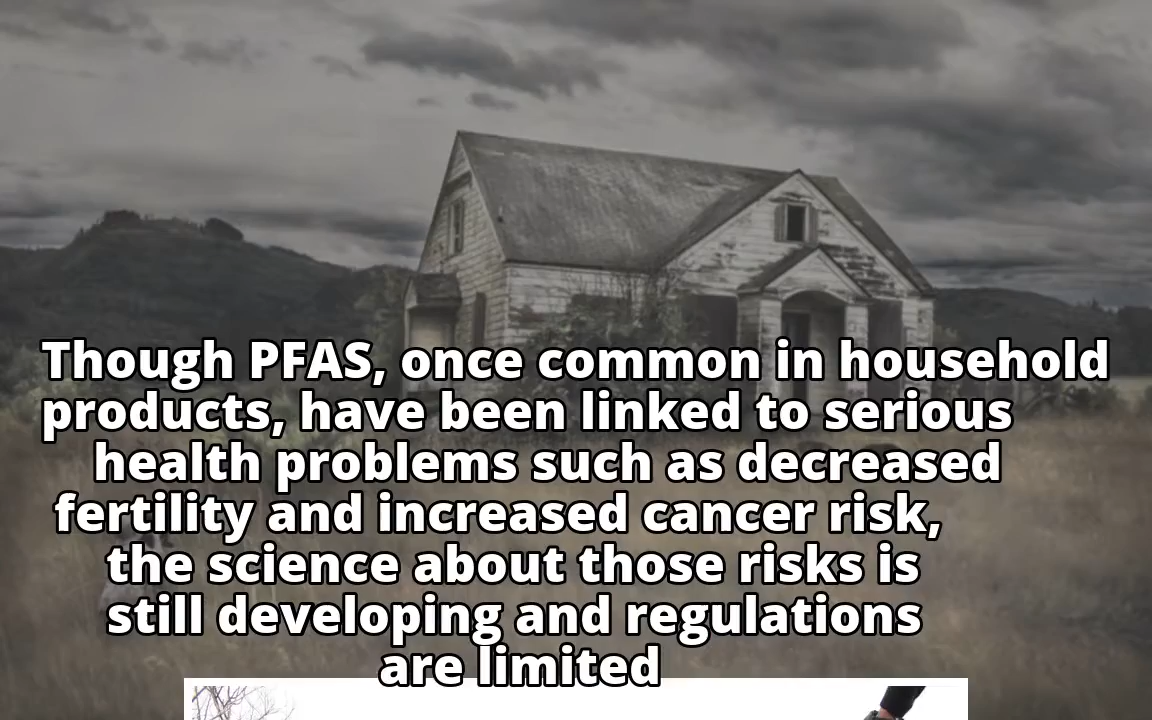 Though PFAS, once common in household
products, have been linked to serious
health problems such as decreased
fertility and increased cancer risk,
the science about those risks is
still developing and regulations
are limited